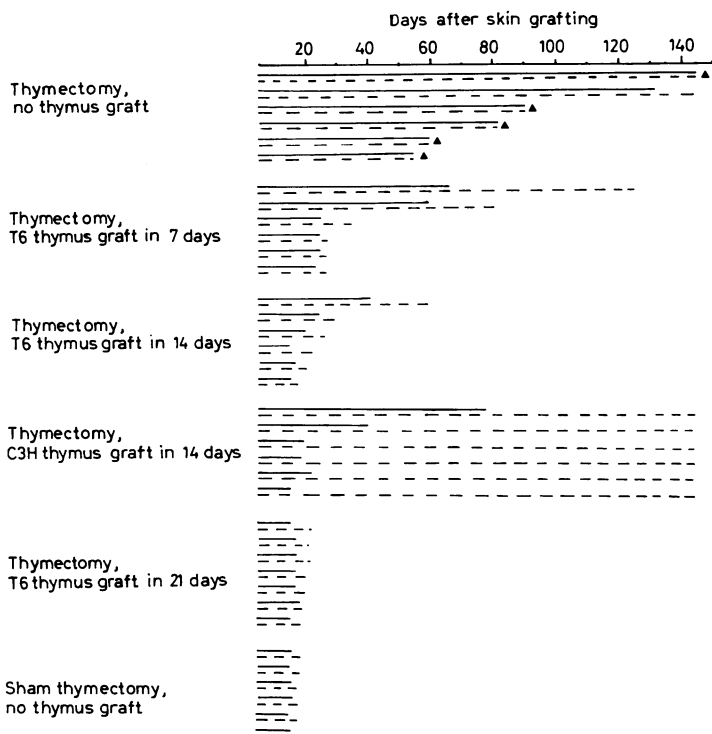 Days after skin grafting
20 40 60 80 100 120 140
Thymectomy,
no thymus graft
Thymectomy,
T6 thymus graft in 7 days
Thymectomy,
T6 thymus graft in 14 days
Thymectomy,
C3H thymus graft in 14 days
Thymectomy,
T6 thymus graft in 21 days
Sham thymectomy,
no thymus graft